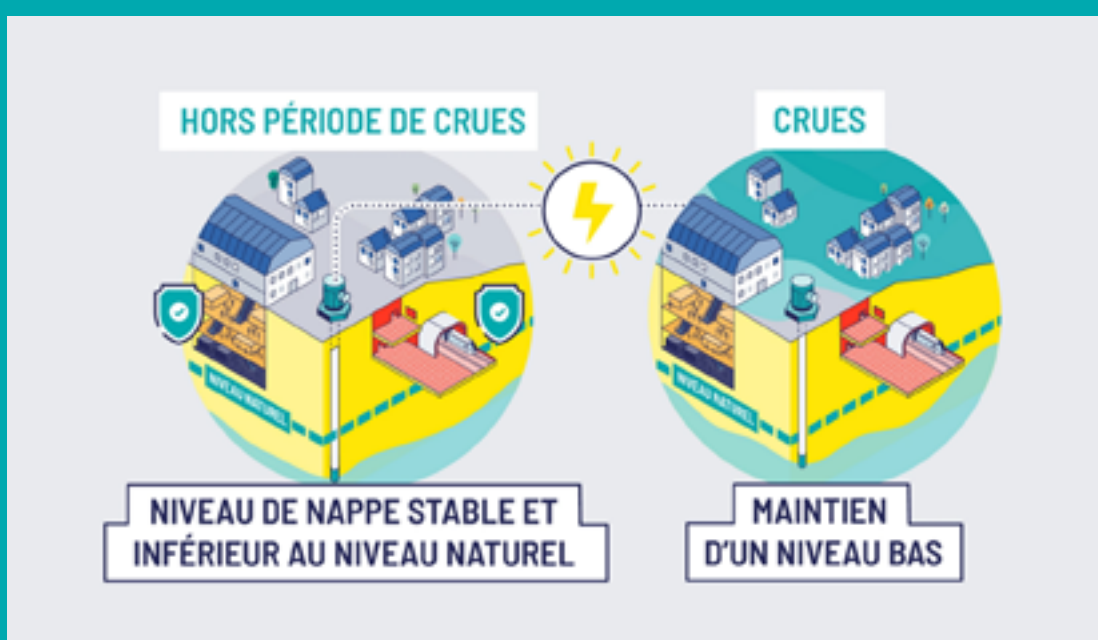 HORS PÉRIODE DE CRUES
CRUES
NIVEAU NATUREL
NIVEAU NATUREL
NIVEAU DE NAPPE STABLE ET
INFÉRIEUR AU NIVEAU NATUREL
MAINTIEN
D'UN NIVEAU BAS